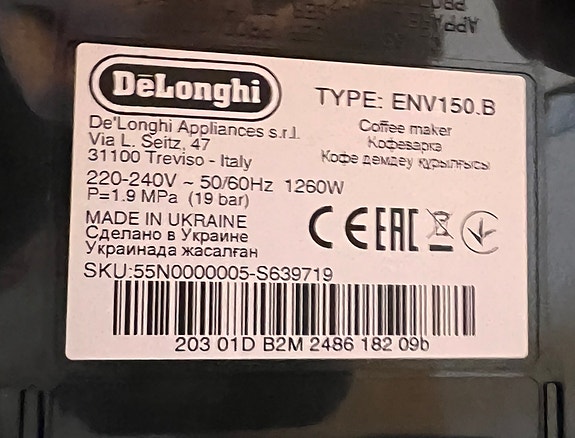 DeLonghi
TYPE: ENV150.B
De'Longhi Appliances s.r.l.
Via L. Seitz, 47
31100 Treviso - Italy
Coffee maker
Кофеварка
Кофе демдеу құрылғысы
220-240V ~ 50/60Hz 1260W
P=1.9 MPa (19 bar)
MADE IN UKRAINE
Сделано в Украине
Украинада жасалған
CE EAC
SKU:55N0000005-S639719
203 01D B2M 2486 182 09b